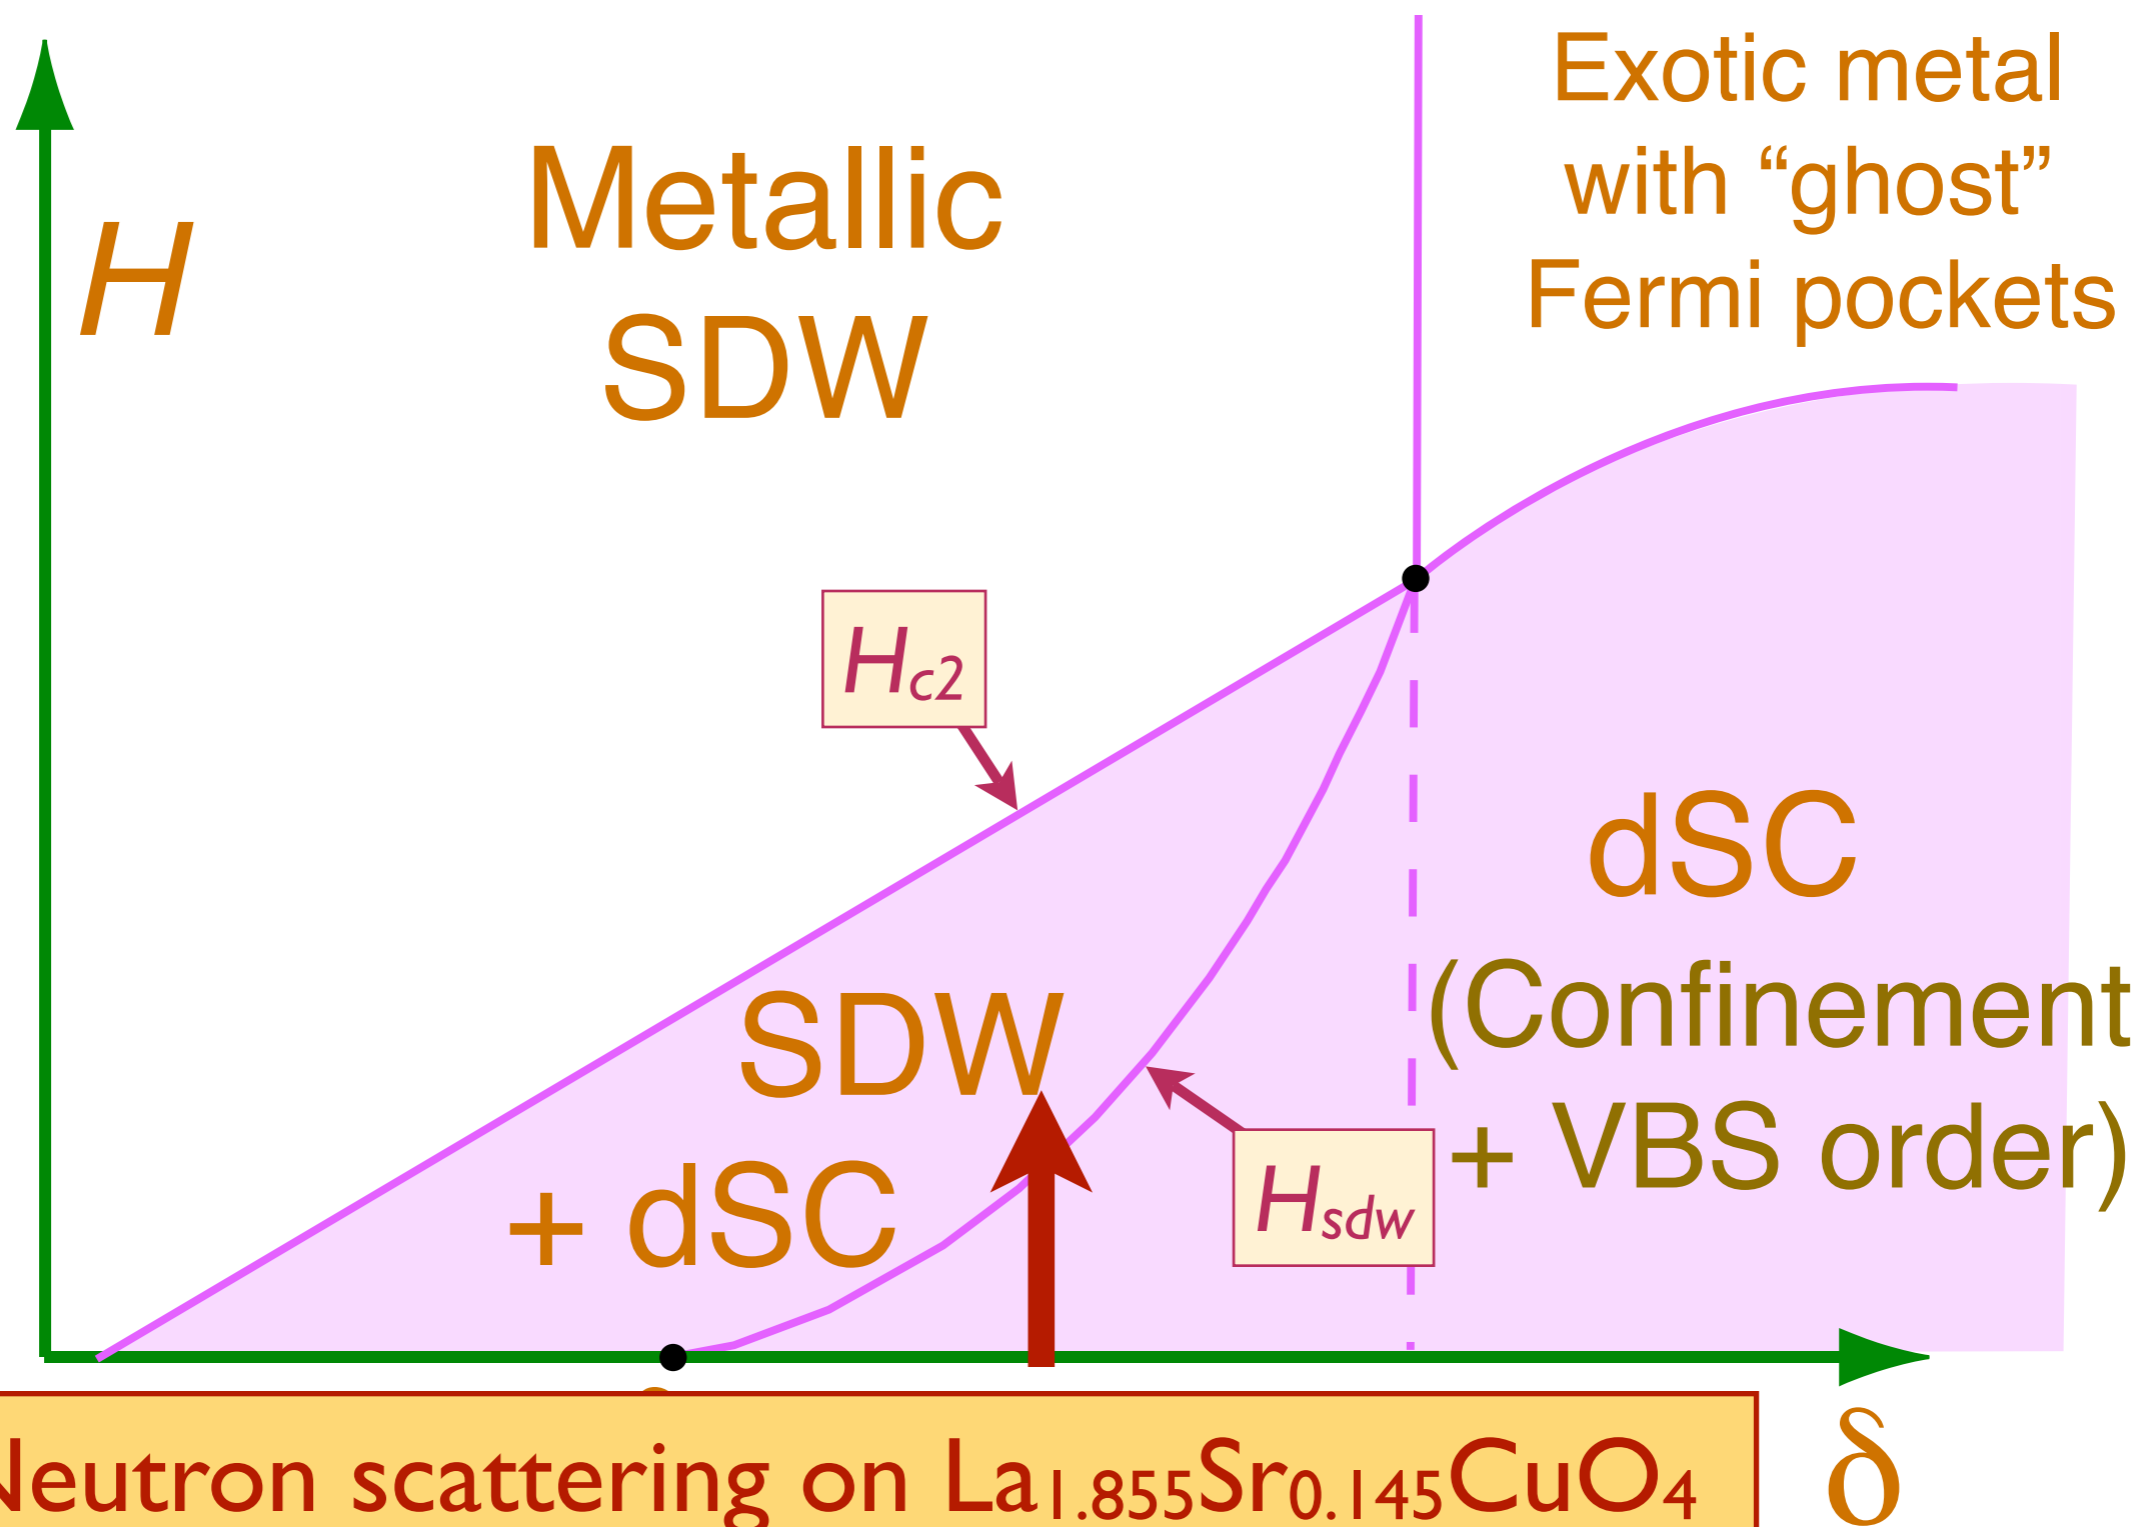 H
Metallic
SDW
Exotic metal
with “ghost”
Fermi pockets
Hc2
SDW
+ dSC
Hsdw
dSC
(Confinement
+ VBS order)
Neutron scattering on La1.855Sr0.145CuO4
δ